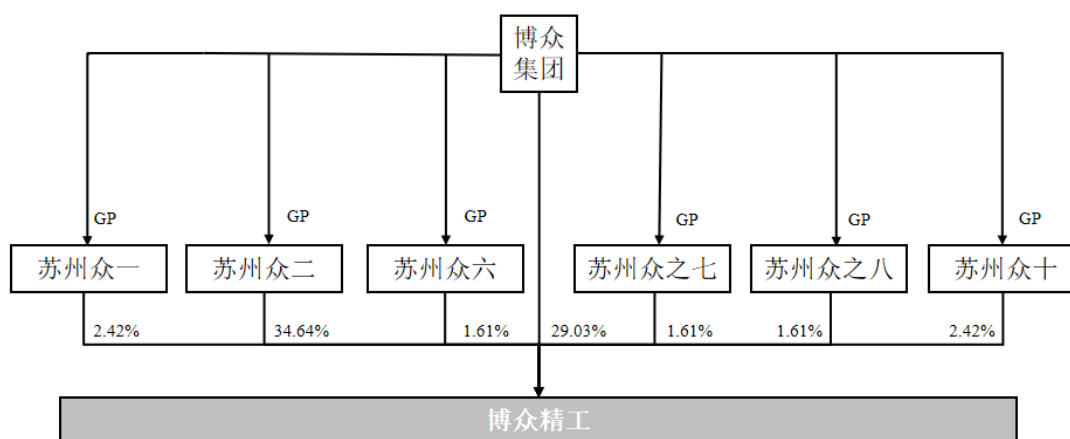 博众
集团
GP
GP
GP
GP
GP
GP
苏州众一
苏州众二
苏州众六
苏州众之七
苏州众之八
苏州众十
2.42%
34.64%
1.61%
29.03%
1.61%
1.61%
2.42%
博众精工